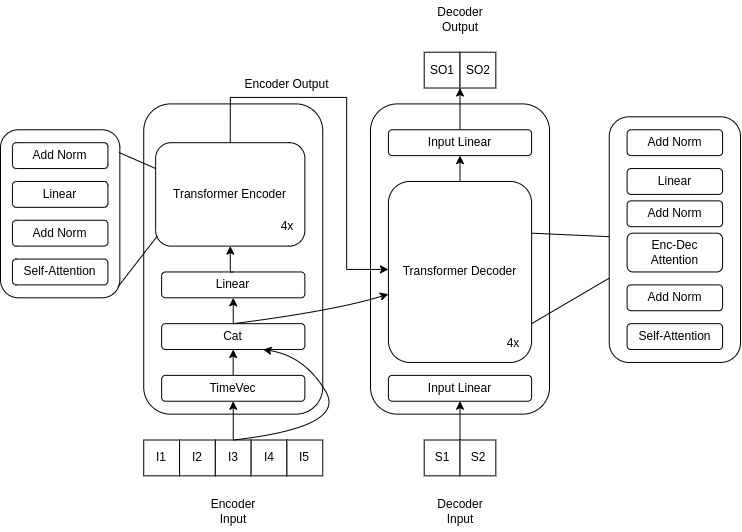 Decoder
Output
SO1 SO2
Encoder Output
Add Norm
Linear
Add Norm
Self-Attention
Transformer Encoder
4x
Linear
Cat
TimeVec
I1 I2 I3 I4 I5
Encoder
Input
Input Linear
Transformer Decoder
4x
Input Linear
S1 S2
Decoder
Input
Add Norm
Linear
Add Norm
Enc-Dec
Attention
Add Norm
Self-Attention